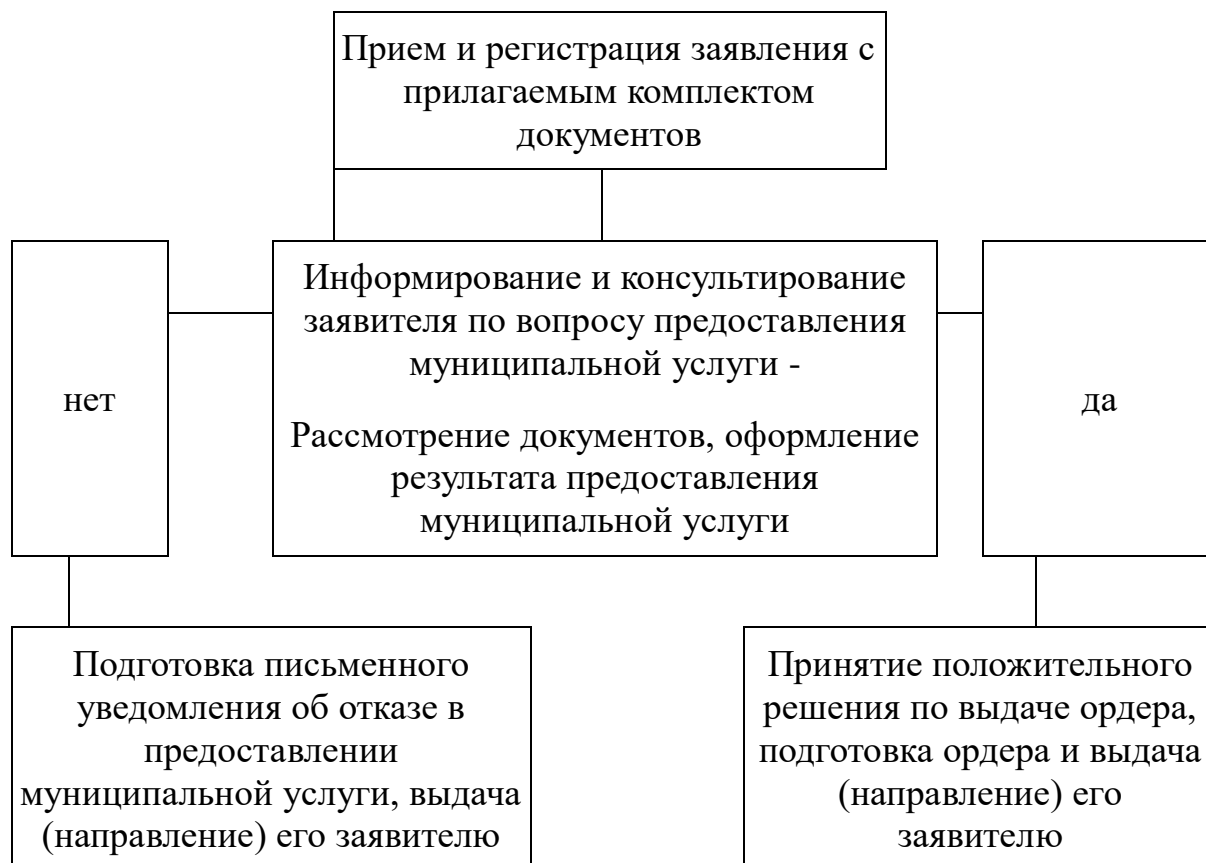 Прием и регистрация заявления с
прилагаемым комплектом
документов
нет
Информирование и консультирование
заявителя по вопросу предоставления
муниципальной услуги -
Рассмотрение документов, оформление
результата предоставления
муниципальной услуги
да
Подготовка письменного
уведомления об отказе в
предоставлении
муниципальной услуги, выдача
(направление) его заявителю
Принятие положительного
решения по выдаче ордера,
подготовка ордера и выдача
(направление) его
заявителю